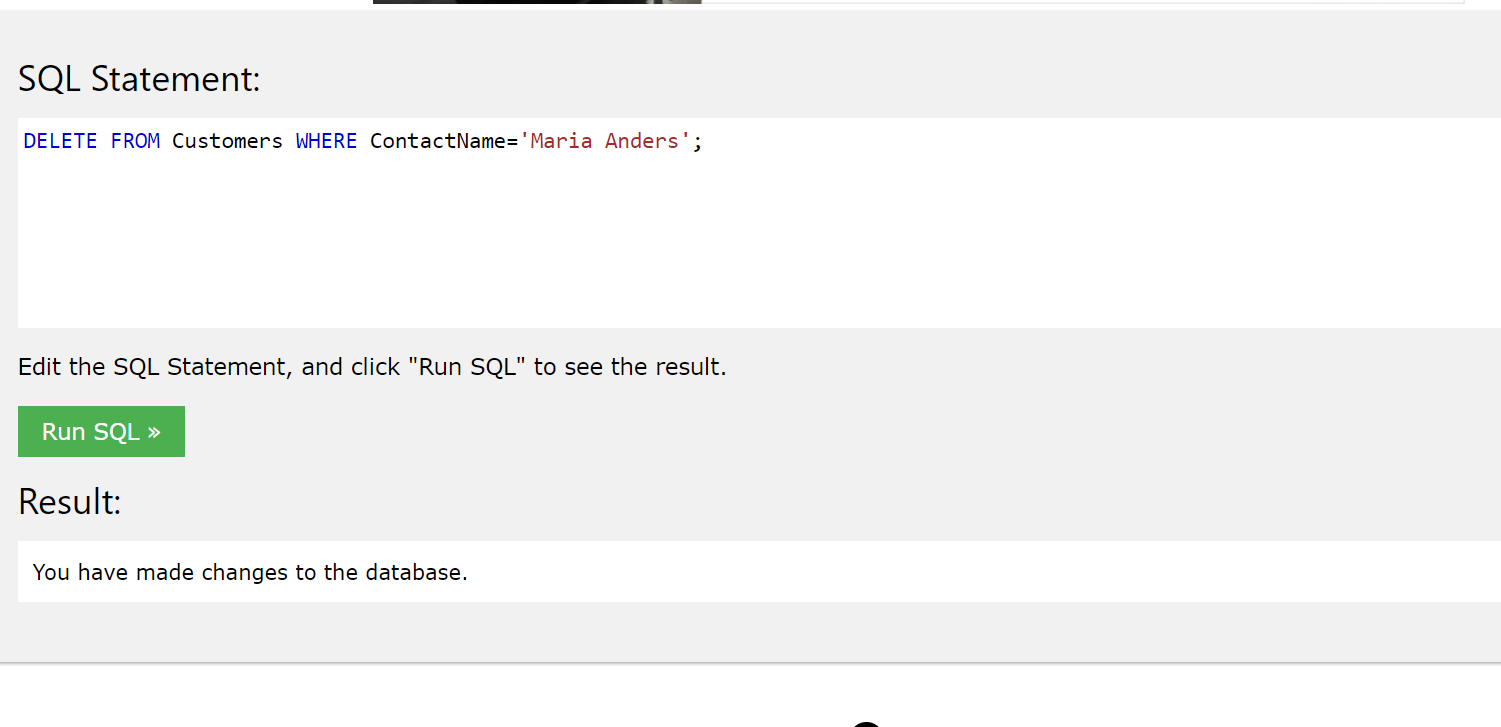 SQL Statement:
DELETE FROM Customers WHERE ContactName='Maria Anders';
Edit the SQL Statement, and click "Run SQL" to see the result.
Run SQL »
Result:
You have made changes to the database.